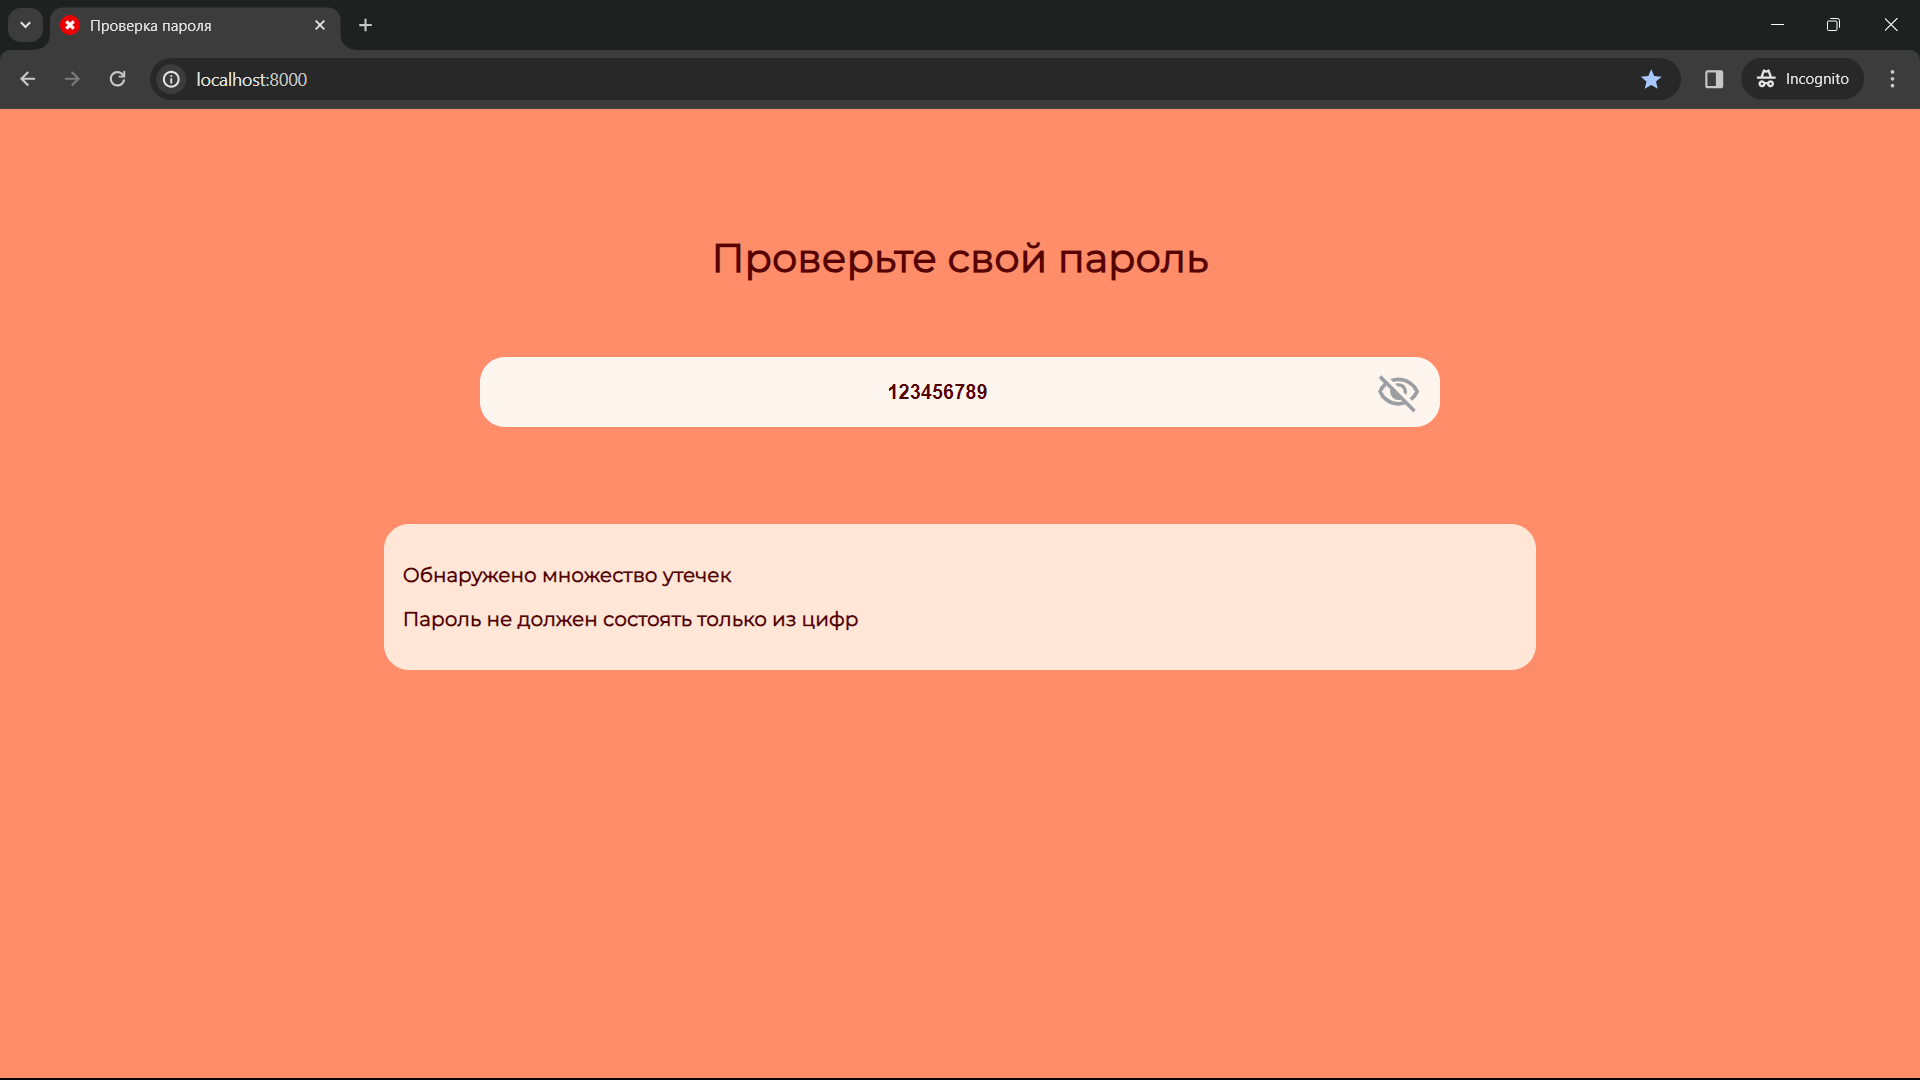 Проверка пароля
localhost:8000
Incognito
Проверьте свой пароль
123456789
Обнаружено множество утечек
Пароль не должен состоять только из цифр